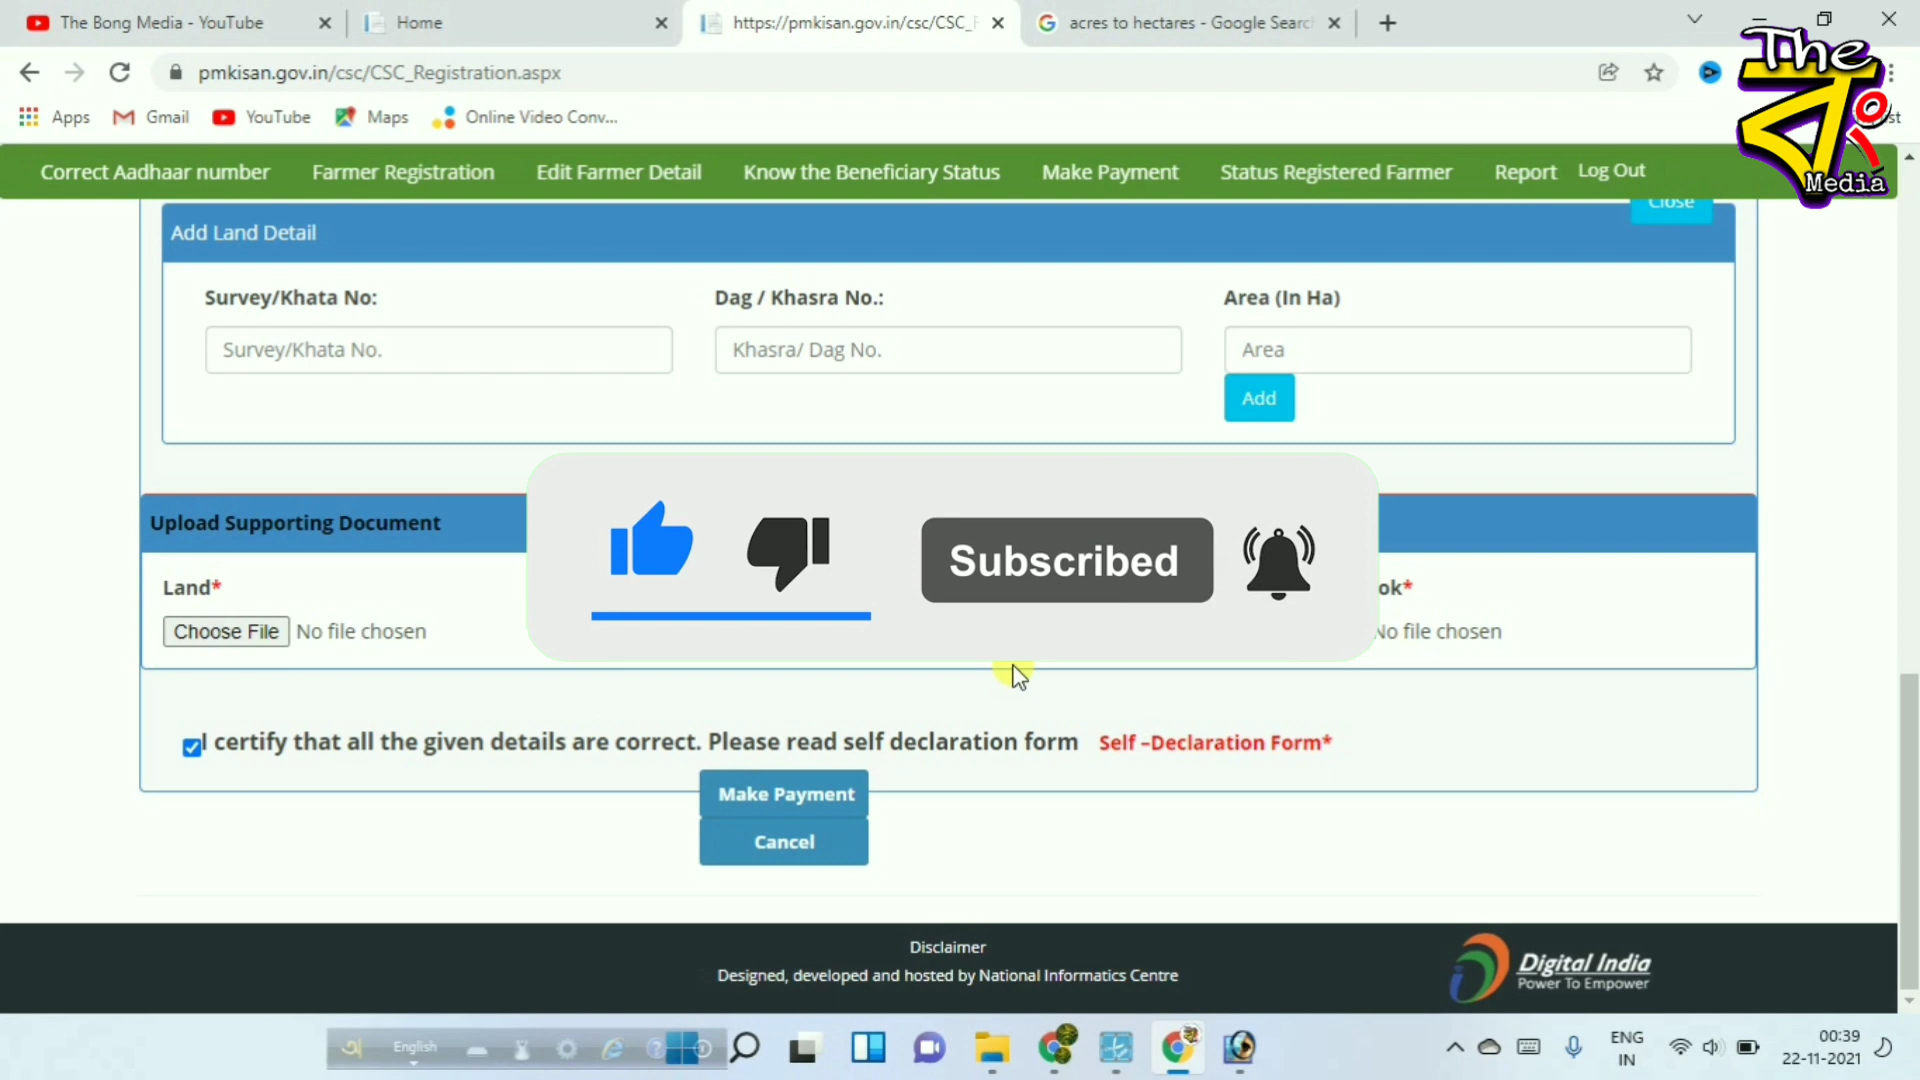 The Bong Media - YouTube
Home
https://pmkisan.gov.in/csc/CSC_F
acres to hectares - Google Searc
pmkisan.gov.in/csc/CSC_Registration.aspx
Apps
Gmail
YouTube
Maps
Online Video Conv...
The
Media
Correct Aadhaar number
Farmer Registration
Edit Farmer Detail
Know the Beneficiary Status
Make Payment
Status Registered Farmer
Report
Log Out
Close
Add Land Detail
Survey/Khata No:
Dag / Khasra No.:
Area (In Ha)
Survey/Khata No.
Khasra/ Dag No.
Area
Add
Upload Supporting Document
Subscribed
Land*
ok*
Choose File No file chosen
No file chosen
I certify that all the given details are correct. Please read self declaration form Self –Declaration Form*
Make Payment
Cancel
Disclaimer
Designed, developed and hosted by National Informatics Centre
Digital India
Power To Empower
English
ENG
IN
00:39
22-11-2021